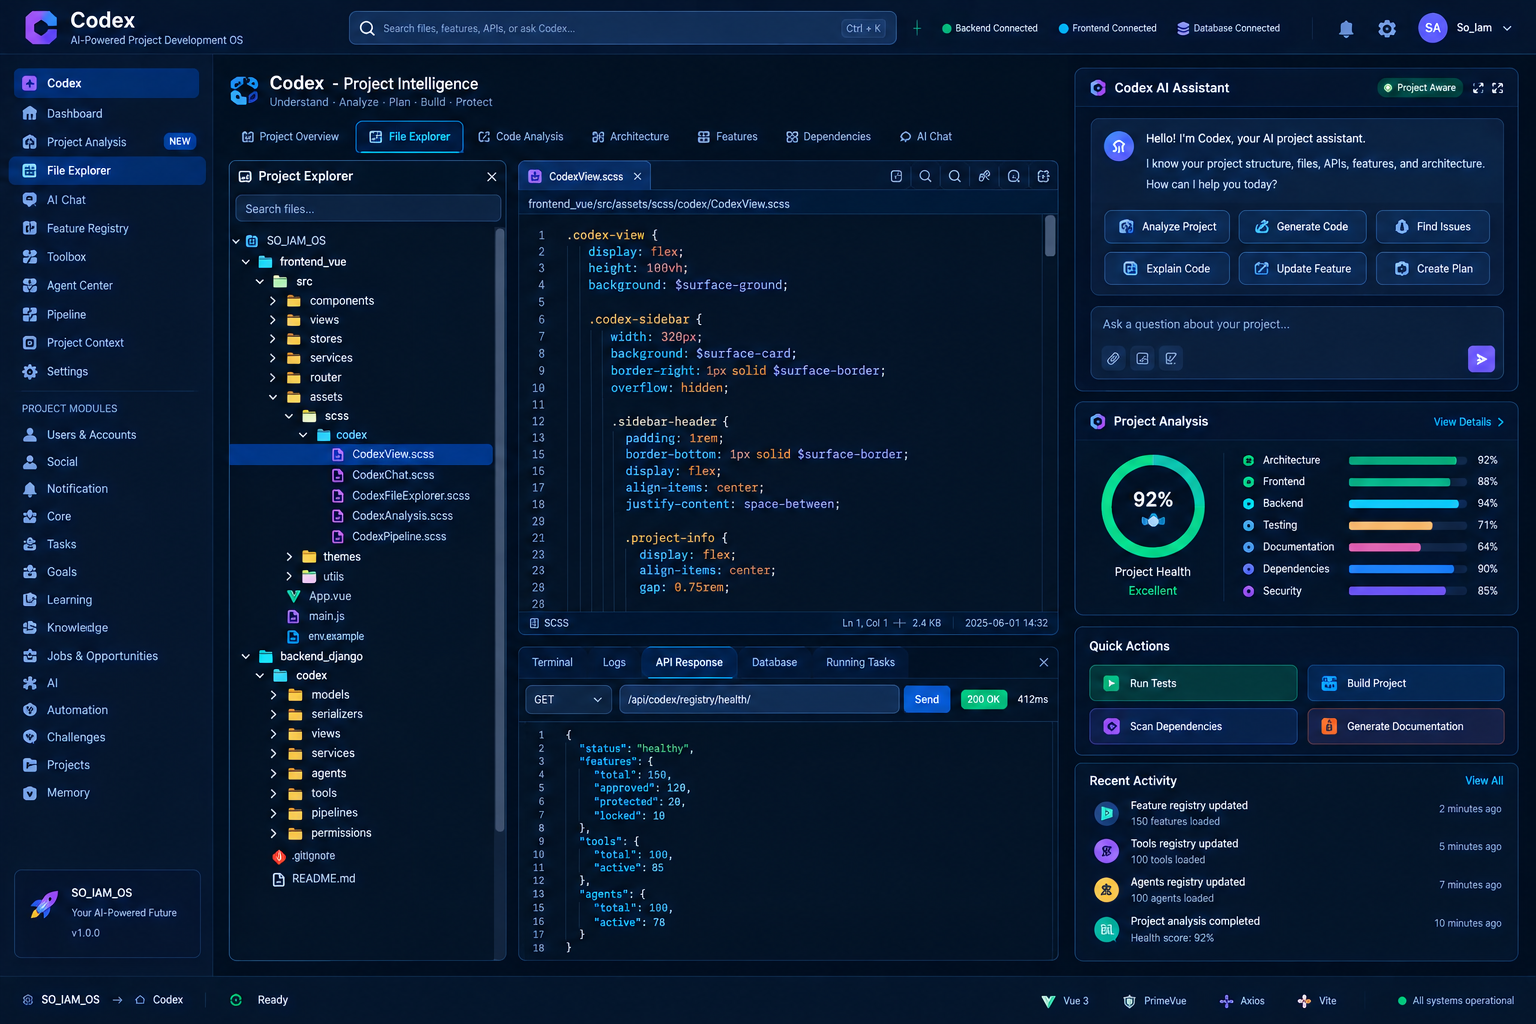 Codex
AI-Powered Project Development OS
Search files, features, APIs, or ask Codex...
Ctrl + K
Backend Connected
Frontend Connected
Database Connected
SA
So_Iam
Codex
Dashboard
Project Analysis
NEW
File Explorer
AI Chat
Feature Registry
Toolbox
Agent Center
Pipeline
Project Context
Settings
PROJECT MODULES
Users & Accounts
Social
Notification
Core
Tasks
Goals
Learning
Knowledge
Jobs & Opportunities
AI
Automation
Challenges
Projects
Memory
SO_IAM_OS
Your AI-Powered Future
v1.0.0
Codex - Project Intelligence
Understand · Analyze · Plan · Build · Protect
Project Overview
File Explorer
Code Analysis
Architecture
Features
Dependencies
AI Chat
Project Explorer
Search files...
SO_IAM_OS
frontend_vue
src
components
views
stores
services
router
assets
scss
codex
CodexView.scss
CodexChat.scss
CodexFileExplorer.scss
CodexAnalysis.scss
CodexPipeline.scss
themes
utils
App.vue
main.js
env.example
backend_django
codex
models
serializers
views
services
agents
tools
pipelines
permissions
.gitIgnote
README.md
CodexView.scss
frontend_vue/src/assets/scss/codex/CodexView.scss
1 .codex-view {
2 display: flex;
3 height: 100vh;
4 background: $surface-ground;
5
6 .codex-sidebar {
7 width: 320px;
8 background: $surface-card;
9 border-right: 1px solid $surface-border;
10 overflow: hidden;
11
12 .sidebar-header {
13 padding: 1rem;
15 border-bottom: 1px solid $surface-border;
16 display: flex;
17 align-items: center;
18 justify-content: space-between;
29
21 .project-info {
23 display: flex;
23 align-items: center;
28 gap: 0.75rem;
28
SCSS
Ln 1, Col 1
2.4 KB
2025-06-01 14:32
Terminal
Logs
API Response
Database
Running Tasks
GET
/api/codex/registry/health/
Send
200 OK
412ms
1 {
2 "status": "healthy",
3 "features": {
4 "total": 150,
5 "approved": 120,
6 "protected": 20,
7 "locked": 10
8 },
9 "tools": {
10 "total": 100,
11 "active": 85
12 },
13 "agents": {
15 "total": 100,
16 "active": 78
17 }
18 }
Codex AI Assistant
Project Aware
Hello! I'm Codex, your AI project assistant.
I know your project structure, files, APIs, features, and architecture.
How can I help you today?
Analyze Project
Generate Code
Find Issues
Explain Code
Update Feature
Create Plan
Ask a question about your project...
Project Analysis
View Details
92%
Project Health
Excellent
Architecture 92%
Frontend 88%
Backend 94%
Testing 71%
Documentation 64%
Dependencies 90%
Security 85%
Quick Actions
Run Tests
Build Project
Scan Dependencies
Generate Documentation
Recent Activity
View All
Feature registry updated
150 features loaded
2 minutes ago
Tools registry updated
100 tools loaded
5 minutes ago
Agents registry updated
100 agents loaded
7 minutes ago
Project analysis completed
Health score: 92%
10 minutes ago
SO_IAM_OS
Codex
Ready
Vue 3
PrimeVue
Axios
Vite
All systems operational